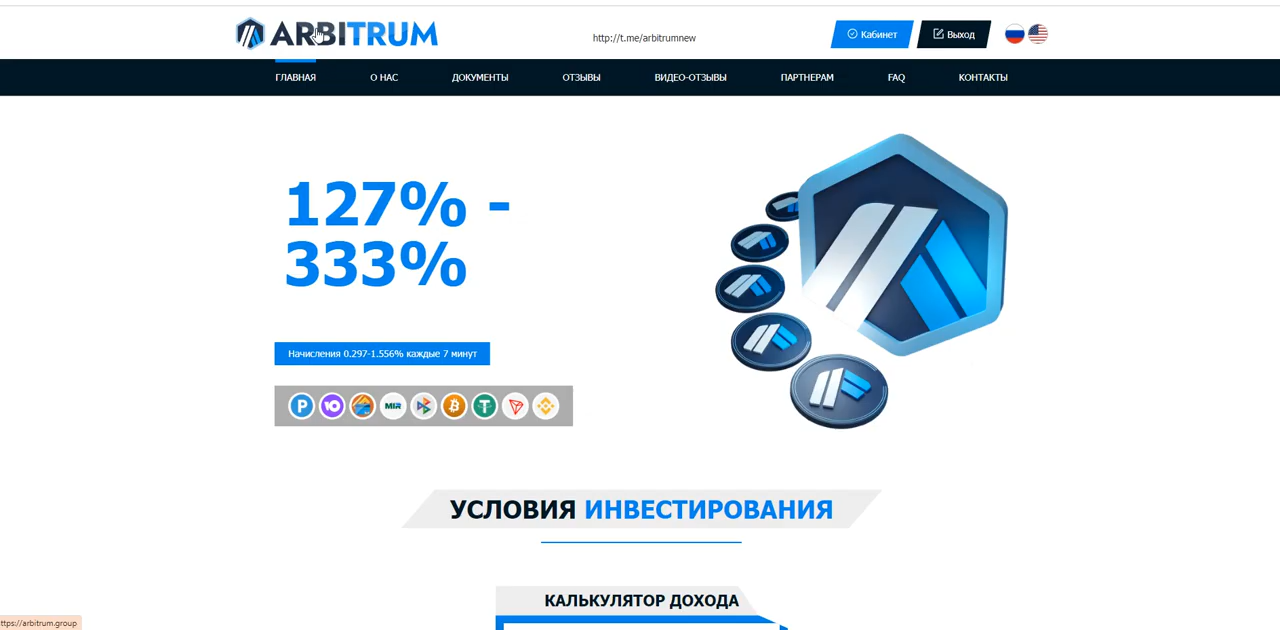 ARBITRUM
http://t.me/arbitrumnew
Кабинет
Выход
ГЛАВНАЯ
О НАС
ДОКУМЕНТЫ
ОТЗЫВЫ
ВИДЕО-ОТЗЫВЫ
ПАРТНЕРАМ
FAQ
КОНТАКТЫ
127% -
333%
Начисления 0.297-1.556% каждые 7 минут
MIR
УСЛОВИЯ ИНВЕСТИРОВАНИЯ
КАЛЬКУЛЯТОР ДОХОДА
ttps://arbitrum.group